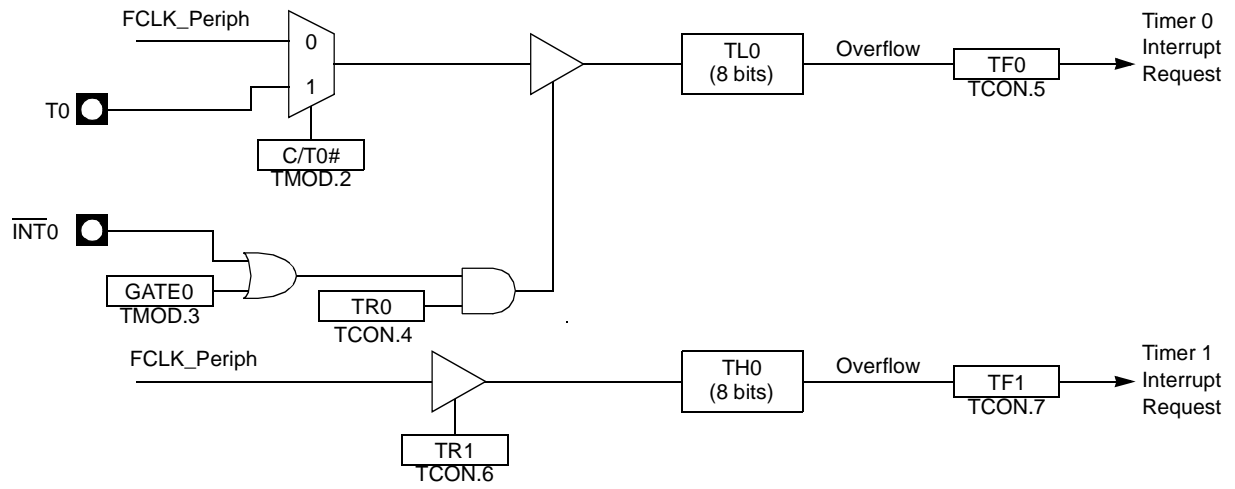 FCLK_Periph
0
1
T0
C/T0#
TMOD.2
TL0
(8 bits)
Overflow
TF0
TCON.5
Timer 0
Interrupt
Request
INT0
GATE0
TMOD.3
TR0
TCON.4
FCLK_Periph
TR1
TCON.6
TH0
(8 bits)
Overflow
TF1
TCON.7
Timer 1
Interrupt
Request